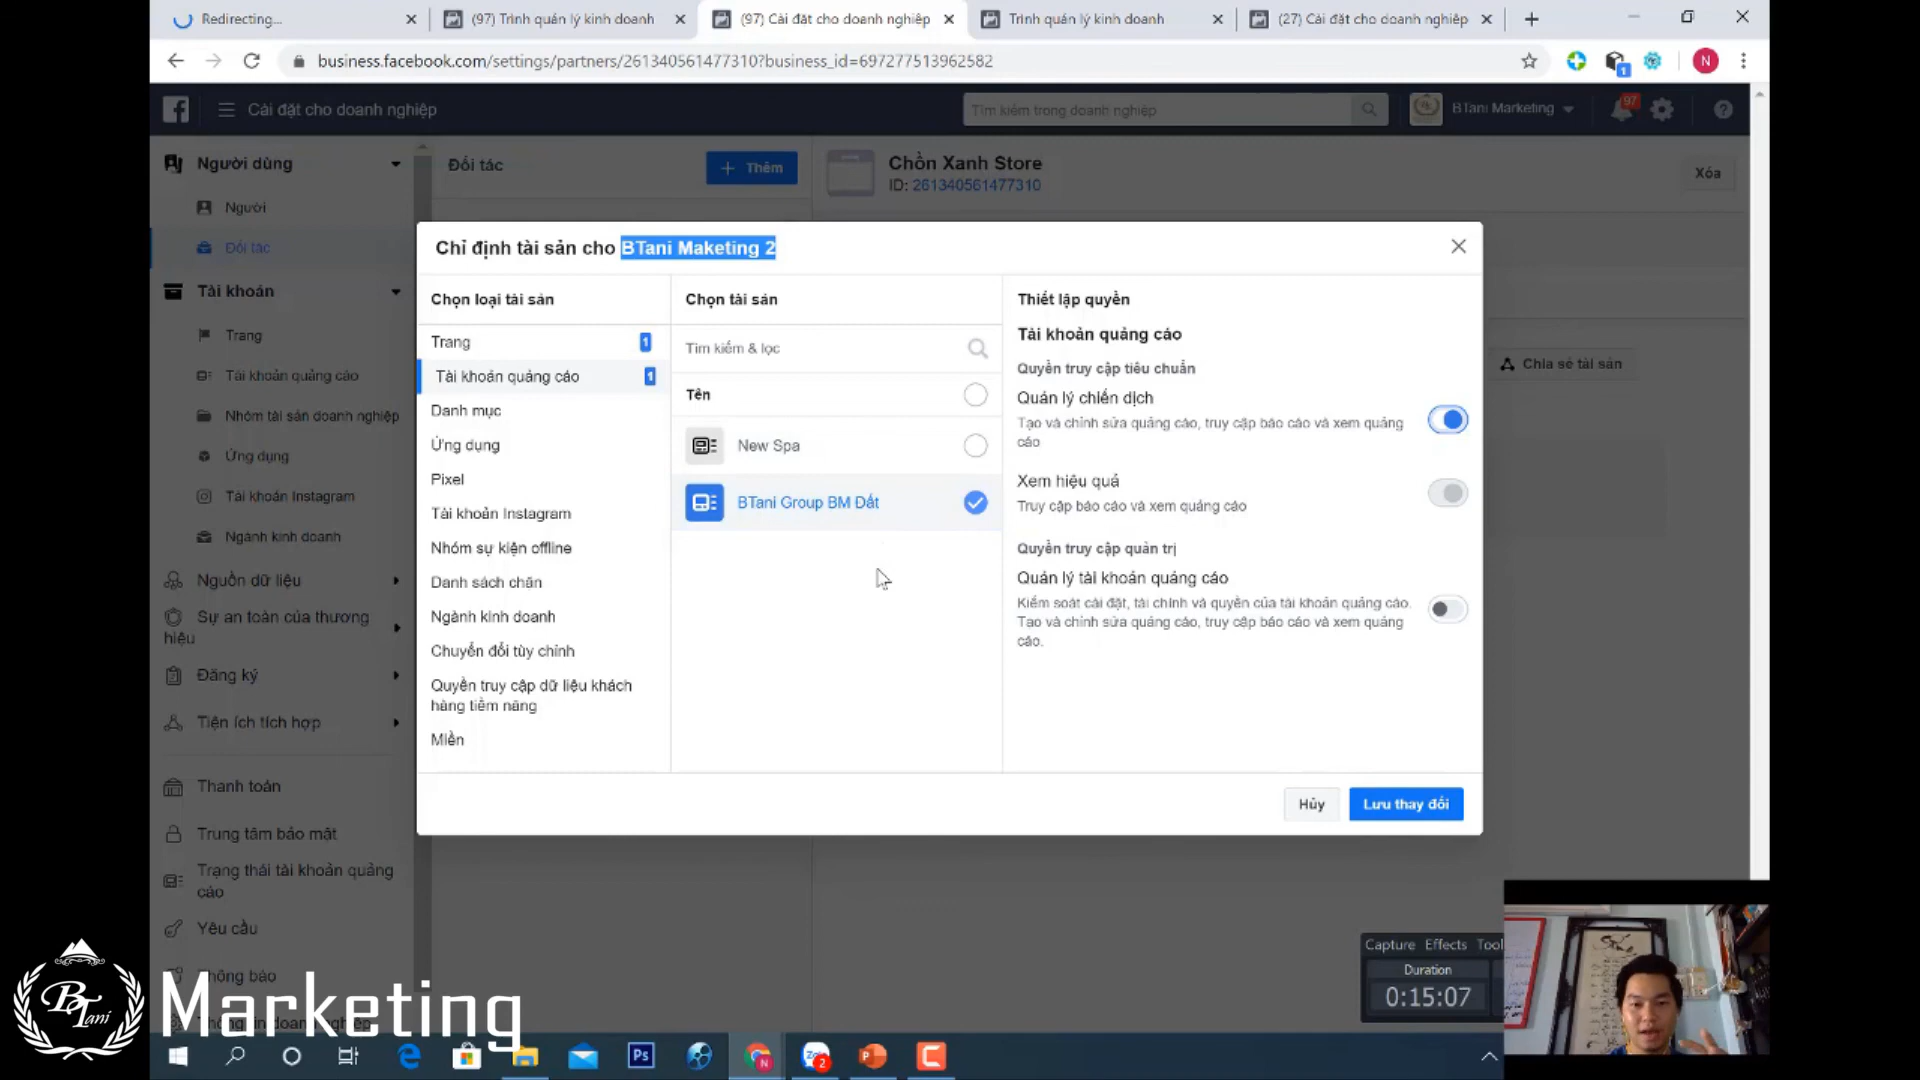 Redirecting...
(97) Trình quản lý kinh doanh
(97) Cài đặt cho doanh nghiệp
Trình quản lý kinh doanh
(27) Cài đặt cho doanh nghiệp
business.facebook.com/settings/partners/261340561477310?business_id=697277513962582
1
N
Cài đặt cho doanh nghiệp
Tìm kiếm trong doanh nghiệp
BTani Marketing
97
Người dùng
Người
Đối tác
Tài khoản
Trang
Tài khoản quảng cáo
Nhóm tài sản doanh nghiệp
Ứng dụng
Tài khoản Instagram
Ngành kinh doanh
Nguồn dữ liệu
Sự an toàn của thương
hiệu
Đăng ký
Tiện ích tích hợp
Thanh toán
Trung tâm bảo mật
Trạng thái tài khoản quảng
cáo
Yêu cầu
Thông báo
Thông tin doanh nghiệp
Đối tác
+ Thêm
Chồn Xanh Store
ID: 261340561477310
Xóa
Chia sẻ tài sản
Chỉ định tài sản cho BTani Maketing 2
Chọn loại tài sản
Trang 1
Tài khoản quảng cáo 1
Danh mục
Ứng dụng
Pixel
Tài khoản Instagram
Nhóm sự kiện offline
Danh sách chặn
Ngành kinh doanh
Chuyển đổi tùy chỉnh
Quyền truy cập dữ liệu khách
hàng tiềm năng
Miền
Chọn tài sản
Tìm kiếm & lọc
Tên
New Spa
BTani Group BM Đất
Thiết lập quyền
Tài khoản quảng cáo
Quyền truy cập tiêu chuẩn
Quản lý chiến dịch
Tạo và chỉnh sửa quảng cáo, truy cập báo cáo và xem quảng
cáo
Xem hiệu quả
Truy cập báo cáo và xem quảng cáo
Quyền truy cập quản trị
Quản lý tài khoản quảng cáo
Kiểm soát cài đặt, tài chính và quyền của tài khoản quảng cáo.
Tạo và chỉnh sửa quảng cáo, truy cập báo cáo và xem quảng
cáo.
Hủy
Lưu thay đổi
Capture Effects Tool
Duration
0:15:07
BTani
Marketing
Ps
N
Zalo
2